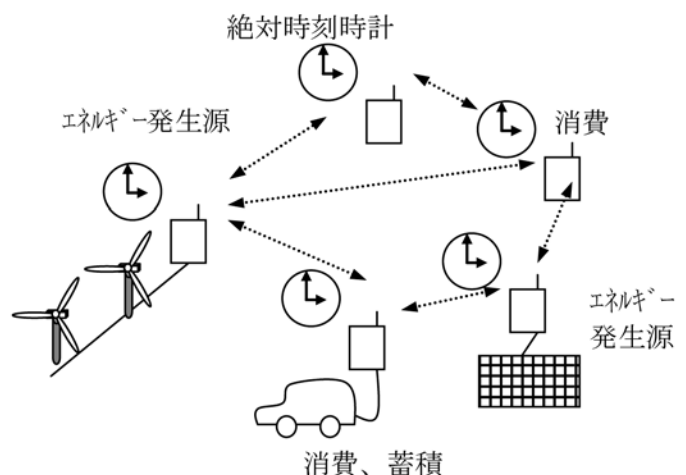 絶対時刻時計
エネルギー発生源
消費
エネルギー
発生源
消費、蓄積